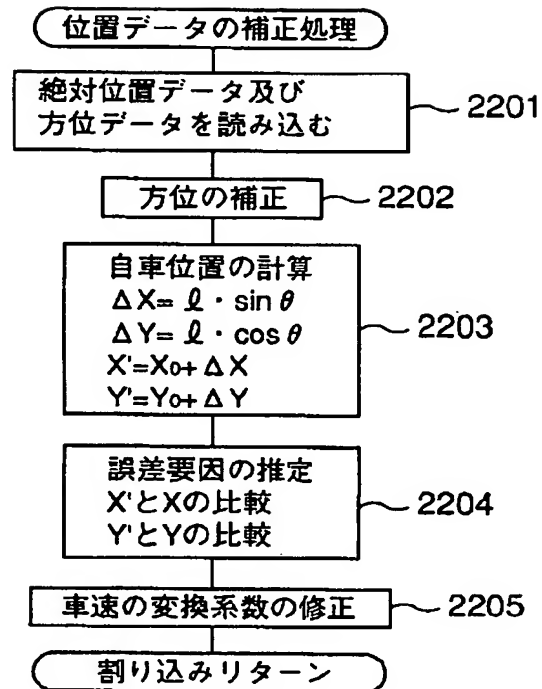 位置データの補正処理
絶対位置データ及び
方位データを読み込む
2201
方位の補正
2202
自車位置の計算
ΔX= ℓ・sinθ
ΔY= ℓ・cosθ
X'=X0+ΔX
Y'=Y0+ΔY
2203
誤差要因の推定
X'とXの比較
Y'とYの比較
2204
車速の変換系数の修正
2205
割り込みリターン